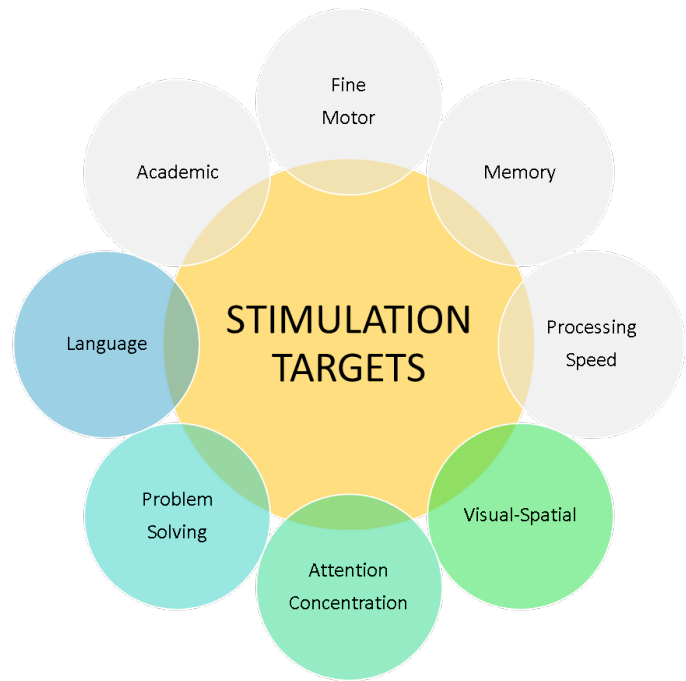 Fine
Motor
Academic
Memory
STIMULATION
TARGETS
Language
Processing
Speed
Problem
Solving
Visual-Spatial
Attention
Concentration